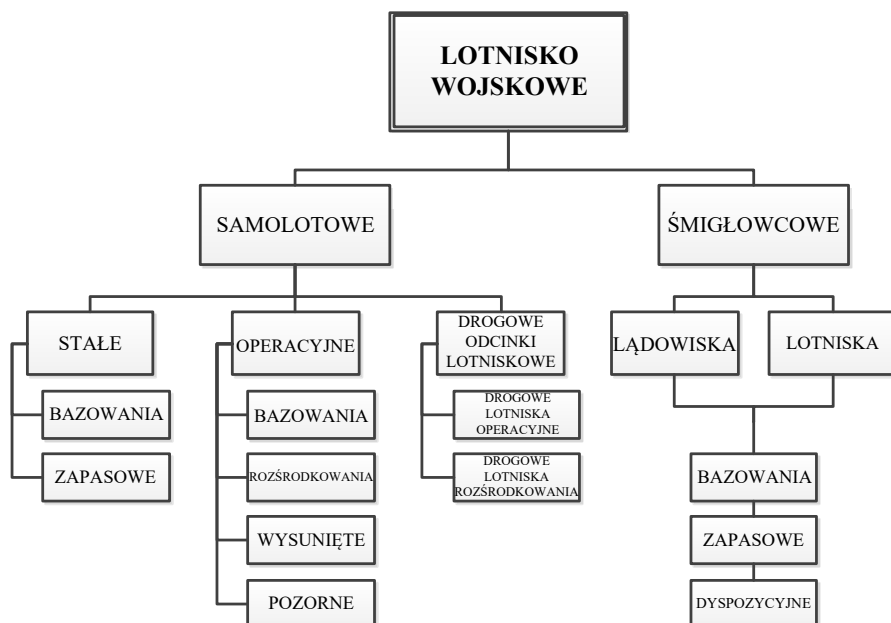 LOTNISKO
WOJSKOWE
SAMOLOTOWE
ŚMIGŁOWCOWE
STAŁE
BAZOWANIA
ZAPASOWE
OPERACYJNE
BAZOWANIA
ROZŚRODKOWANIA
WYSUNIĘTE
POZORNE
DROGOWE
ODCINKI
LOTNISKOWE
DROGOWE
LOTNISKA
OPERACYJNE
DROGOWE
LOTNISKA
ROZŚRODKOWANIA
LĄDOWISKA
LOTNISKA
BAZOWANIA
ZAPASOWE
DYSPOZYCYJNE